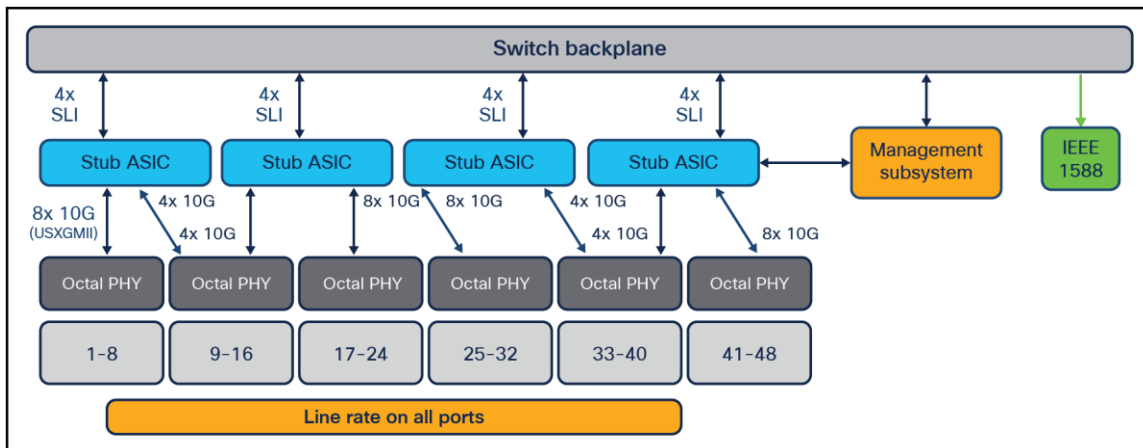 Switch backplane
4x
SLI
4x
SLI
4x
SLI
4x
SLI
Stub ASIC
Stub ASIC
Stub ASIC
Stub ASIC
Management
subsystem
IEEE
1588
8x 10G
(USXGMII)
4x 10G
4x 10G
8x 10G
8x 10G
4x 10G
4x 10G
8x 10G
Octal PHY
Octal PHY
Octal PHY
Octal PHY
Octal PHY
Octal PHY
1-8
9-16
17-24
25-32
33-40
41-48
Line rate on all ports